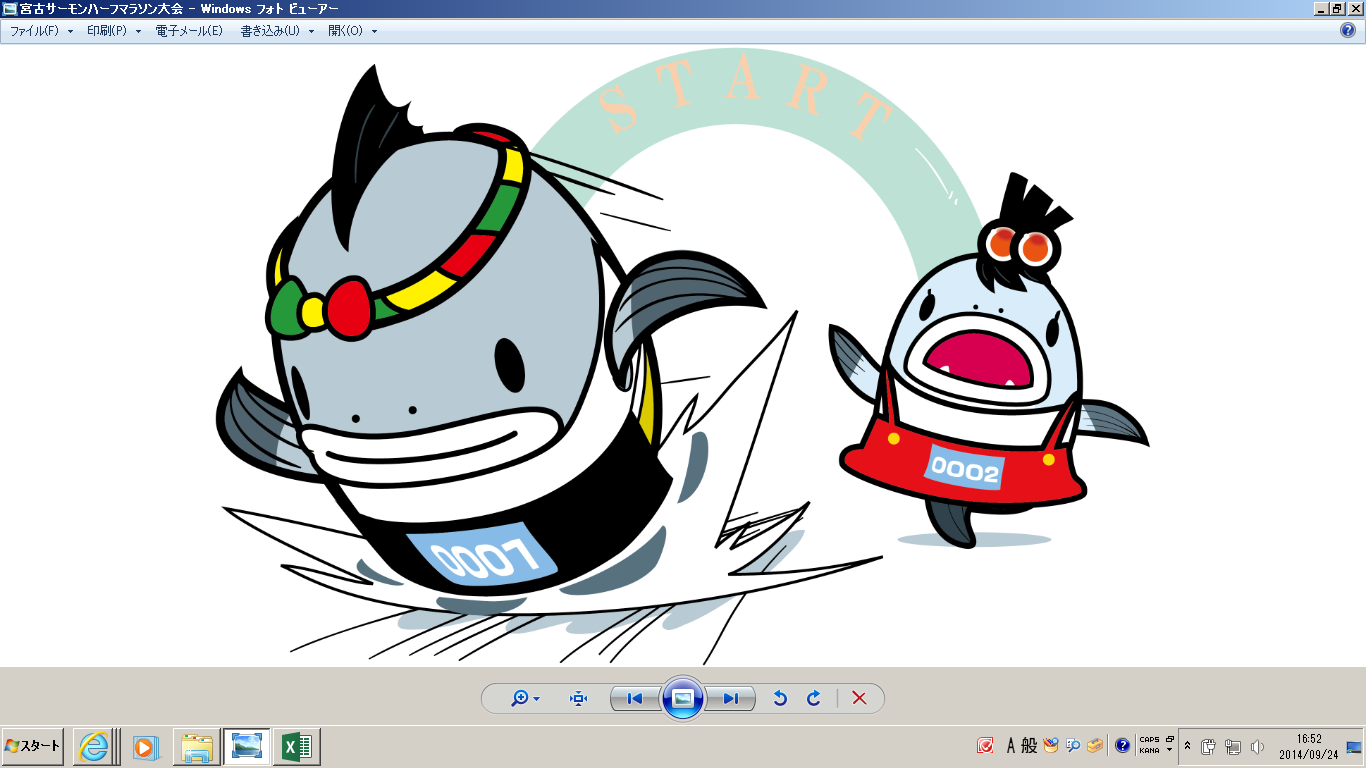 宮古サーモンハーフマラソン大会 - Windows フォト ビューアー
ファイル(F) 印刷(P) 電子メール(E) 書き込み(U) 開く(O)
START
0002
0007
スタート
A 般
CAPS
KANA
16:52
2014/09/24